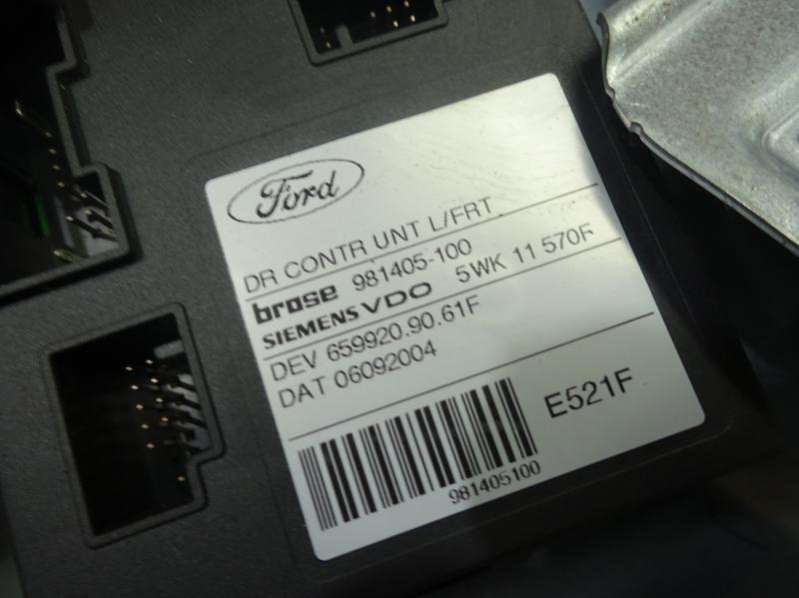 Ford
DR CONTR UNT L/FRT
brose 981405-100
SIEMENS VDO 5WK 11 570F
DEV 659920.90.61F
DAT 06092004
E521F
981405100